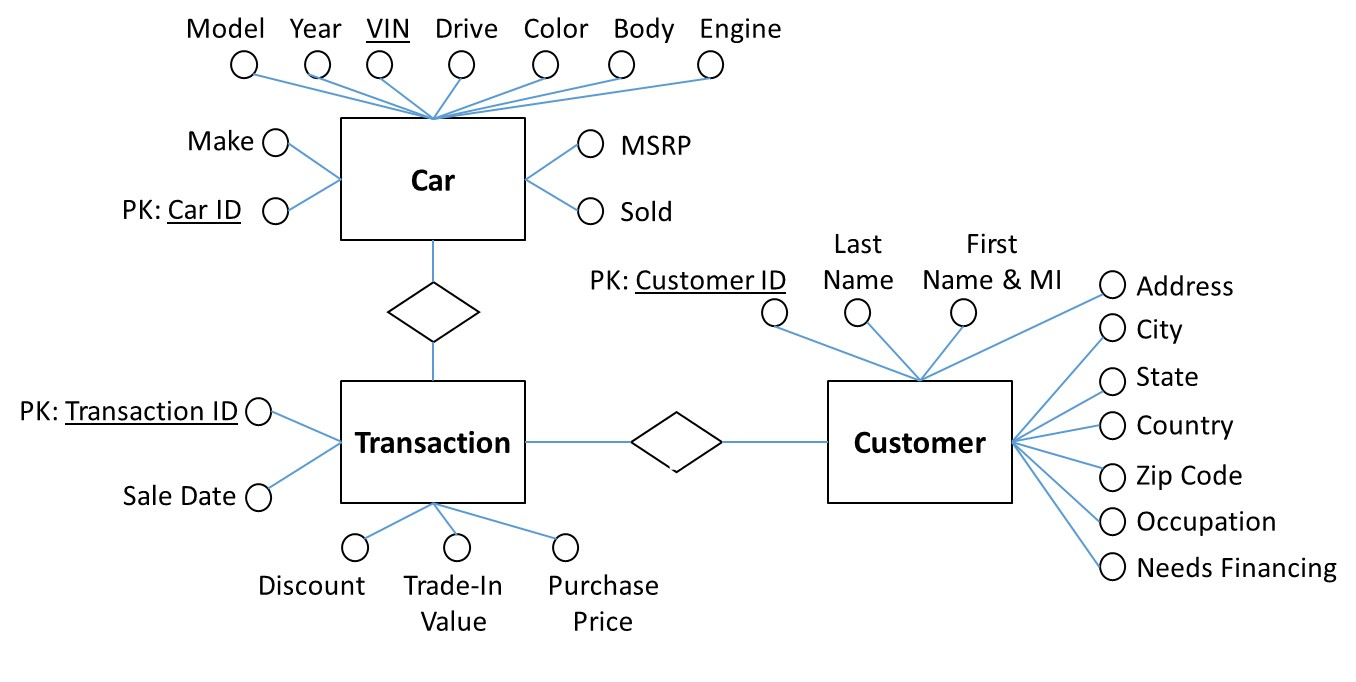 Model Year VIN Drive Color Body Engine
Make
MSRP
Car
PK: Car ID
Sold
Last
First
PK: Customer ID
Name
Name & MI
Address
City
State
PK: Transaction ID
Country
Transaction
Customer
Zip Code
Sale Date
Occupation
Needs Financing
Discount
Trade-In
Value
Purchase
Price